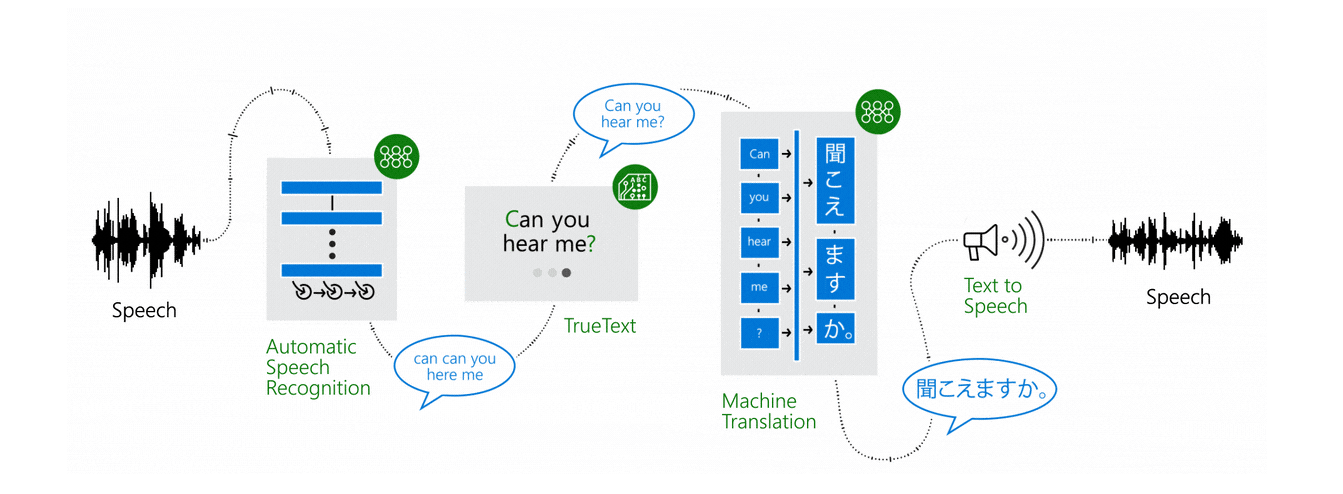 Speech
Automatic
Speech
Recognition
can can you
here me
Can you
hear me?
TrueText
Can you
hear me?
ABC
Can
you
hear
me
?
聞こえ
ます
か。
Machine
Translation
聞こえますか。
Text to
Speech
Speech